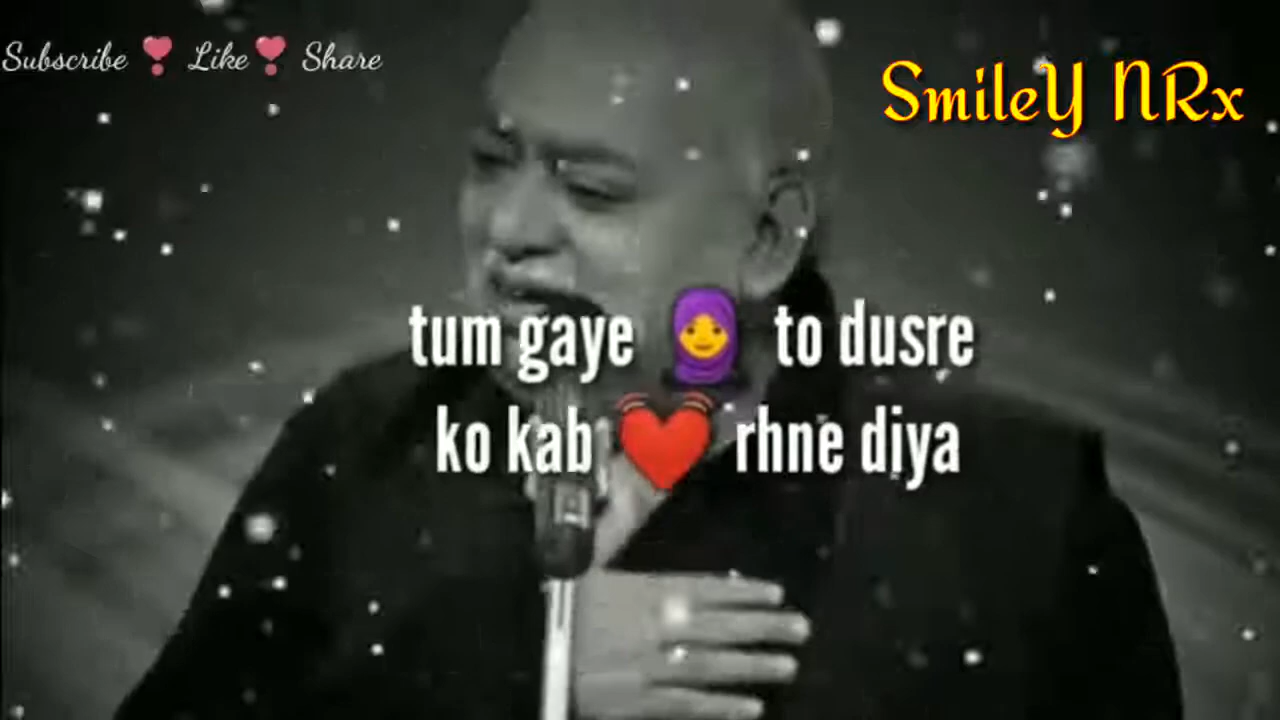 Subscribe ❣ Like ❣ Share
SmileY NRx
tum gaye 🧕 to dusre
ko kab 💓 rhne diya